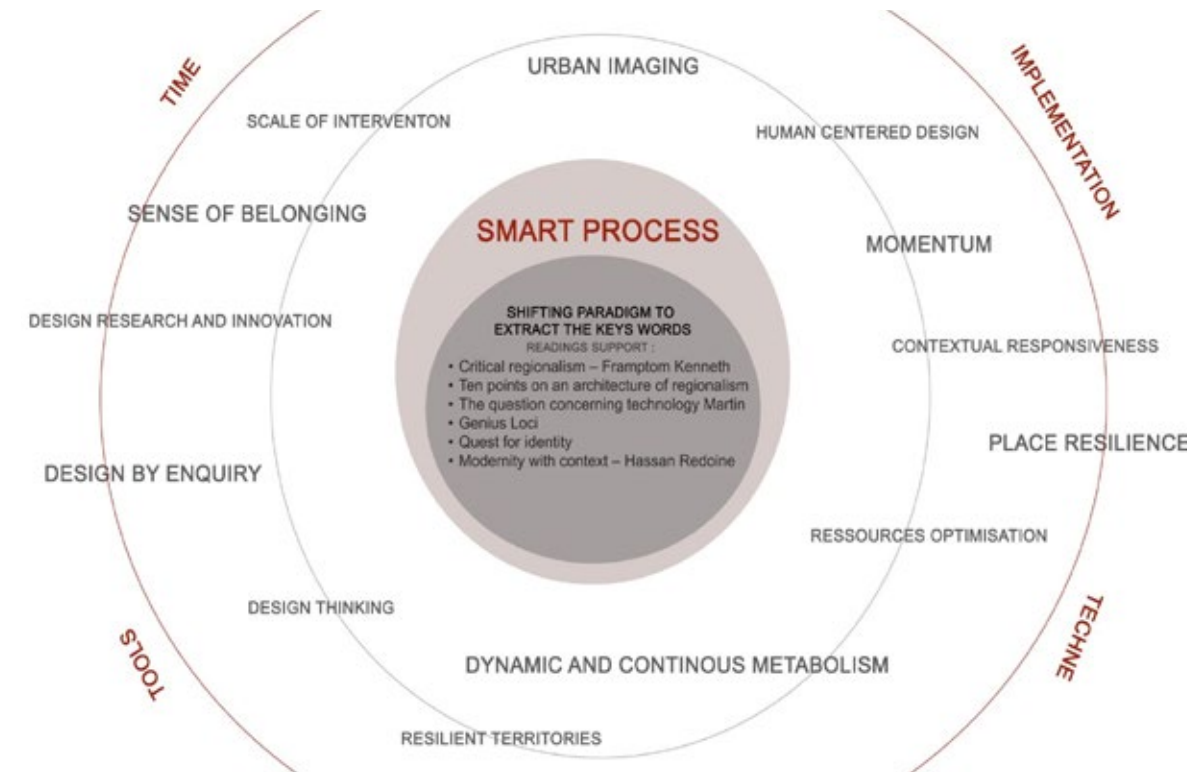 TIME
IMPLEMENTATION
URBAN IMAGING
SCALE OF INTERVENTON
HUMAN CENTERED DESIGN
SENSE OF BELONGING
SMART PROCESS
MOMENTUM
SHIFTING PARADIGM TO
EXTRACT THE KEYS WORDS
READINGS SUPPORT :
• Critical regionalism – Framptom Kenneth
• Ten points on an architecture of regionalism
• The question concerning technology Martin
• Genius Loci
• Quest for identity
• Modernity with context – Hassan Redoine
DESIGN RESEARCH AND INNOVATION
CONTEXTUAL RESPONSIVENESS
PLACE RESILIENCE
DESIGN BY ENQUIRY
RESSOURCES OPTIMISATION
DESIGN THINKING
TOOLS
TECHNE
DYNAMIC AND CONTINOUS METABOLISM
RESILIENT TERRITORIES